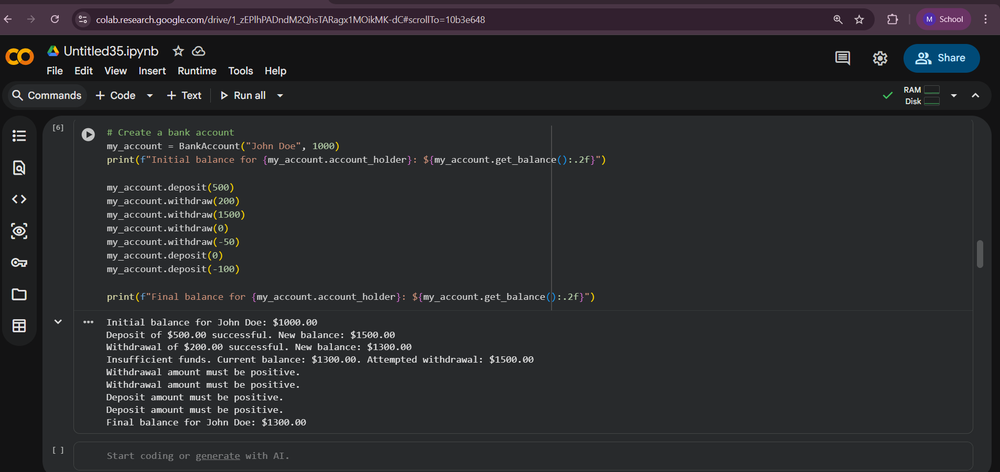 colab.research.google.com/drive/1_zEPlhPADndM2QhsTARagx1MOikMK-dC#scrollTo=10b3e648
M School
Untitled35.ipynb
Share
File Edit View Insert Runtime Tools Help
Commands + Code + Text Run all
RAM
Disk
[6]
# Create a bank account
my_account = BankAccount("John Doe", 1000)
print(f"Initial balance for {my_account.account_holder}: ${my_account.get_balance():.2f}")
my_account.deposit(500)
my_account.withdraw(200)
my_account.withdraw(1500)
my_account.withdraw(0)
my_account.withdraw(-50)
my_account.deposit(0)
my_account.deposit(-100)
print(f"Final balance for {my_account.account_holder}: ${my_account.get_balance():.2f}")
Initial balance for John Doe: $1000.00
Deposit of $500.00 successful. New balance: $1500.00
Withdrawal of $200.00 successful. New balance: $1300.00
Insufficient funds. Current balance: $1300.00. Attempted withdrawal: $1500.00
Withdrawal amount must be positive.
Withdrawal amount must be positive.
Deposit amount must be positive.
Deposit amount must be positive.
Final balance for John Doe: $1300.00
[ ]
Start coding or generate with AI.